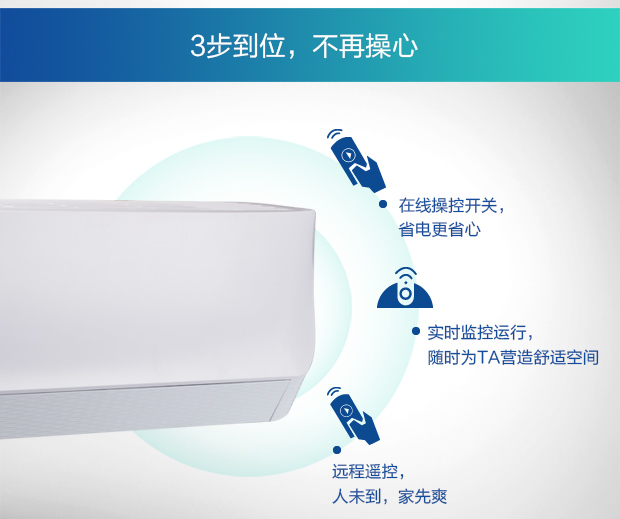 3步到位，不再操心
在线操控开关，
省电更省心
实时监控运行，
随时为TA营造舒适空间
远程遥控，
人未到，家先爽